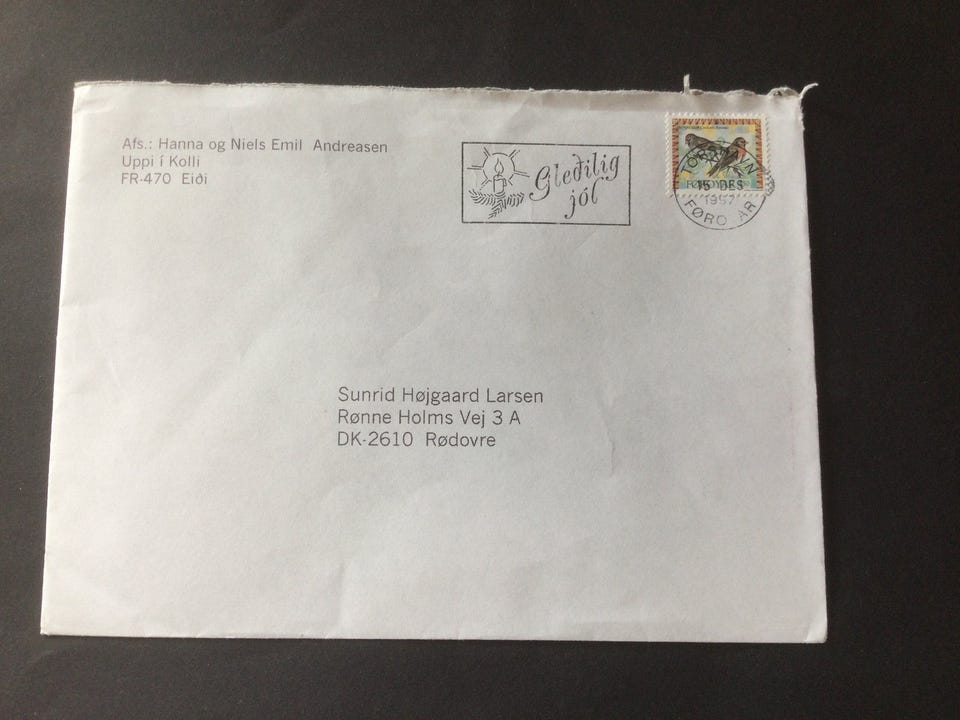 Afs.: Hanna og Niels Emil Andreasen
Uppi í Kolli
FR-470 Eiði
Gleðilig
jól
TÓRSHAVN
15 DES
1997
FØROYAR
Sunrid Højgaard Larsen
Rønne Holms Vej 3 A
DK-2610 Rødovre